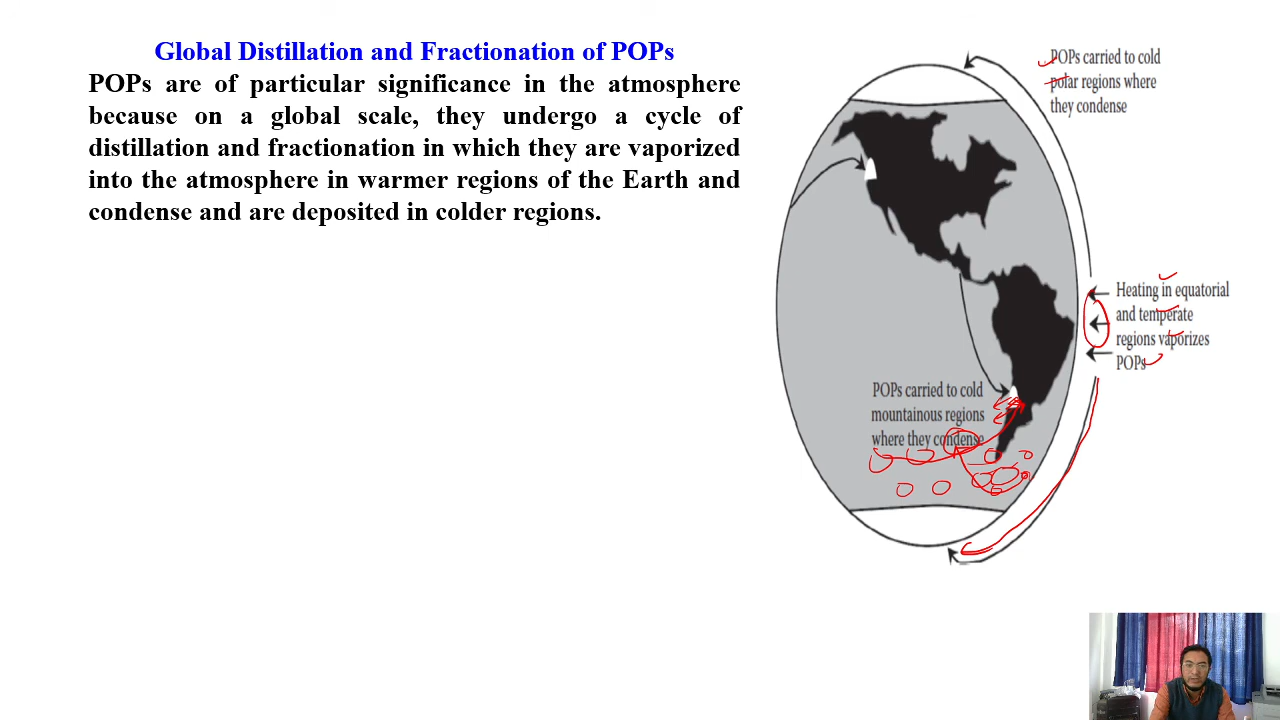 Global Distillation and Fractionation of POPs
POPs are of particular significance in the atmosphere
because on a global scale, they undergo a cycle of
distillation and fractionation in which they are vaporized
into the atmosphere in warmer regions of the Earth and
condense and are deposited in colder regions.
POPs carried to cold
polar regions where
they condense
Heating in equatorial
and temperate
regions vaporizes
POPs
POPs carried to cold
mountainous regions
where they condense